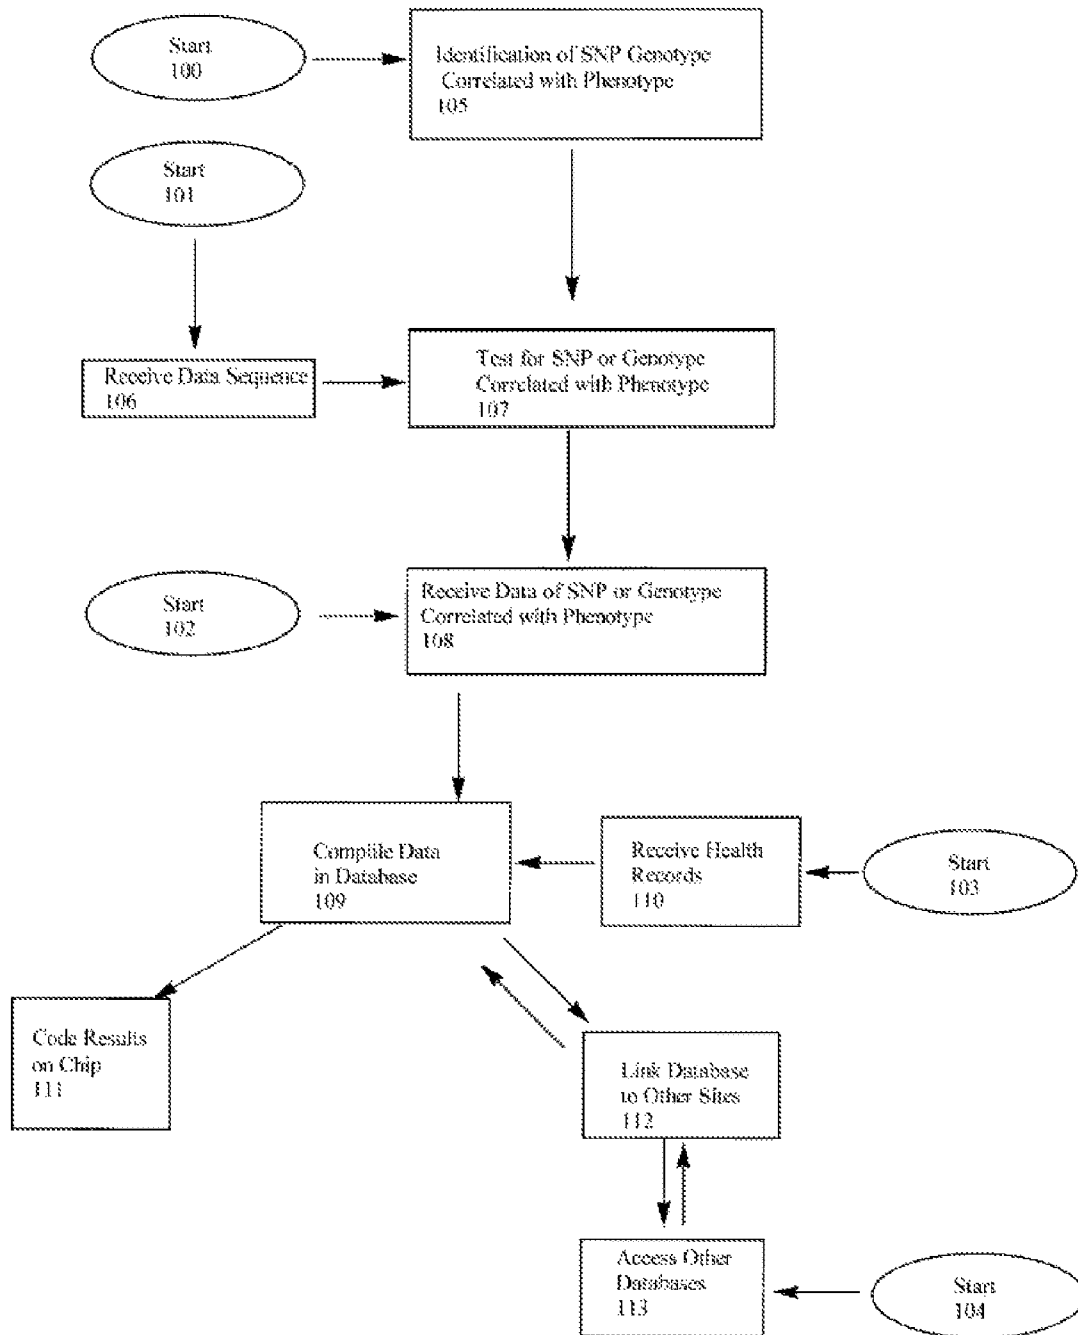 Start
100
Identification of SNP Genotype
Correlated with Phenotype
105
Start
101
Receive Data Sequence
106
Test for SNP or Genotype
Correlated with Phenotype
107
Start
102
Receive Data of SNP or Genotype
Correlated with Phenotype
108
Compile Data
in Database
109
Receive Health
Records
110
Start
103
Code Results
on Chip
111
Link Database
to Other Sites
112
Access Other
Databases
113
Start
104